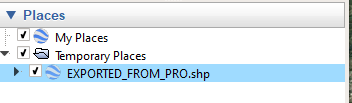 Places
My Places
Temporary Places
EXPORTED_FROM_PRO.shp